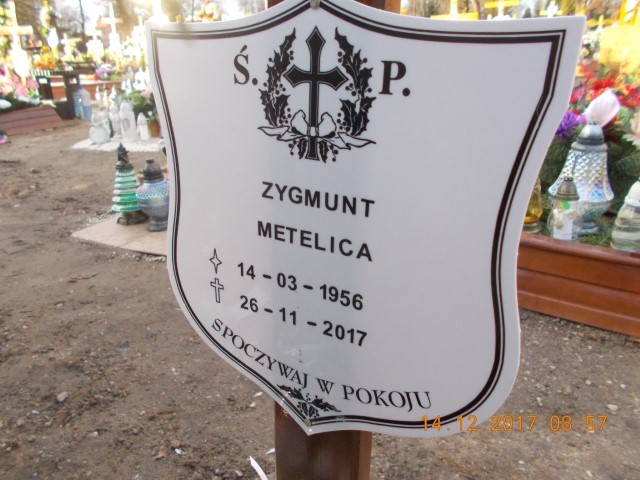 Ś. P.
ZYGMUNT
METELICA
14-03-1956
26-11-2017
SPOCZYWAJ W POKOJU
14.12.2017 08:57